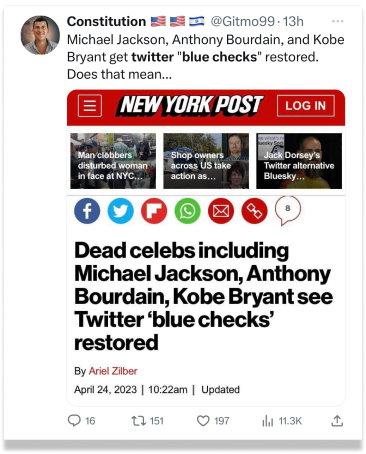 Constitution 🇺🇸 🇺🇸 🇮🇱 @Gitmo99 · 13h
Michael Jackson, Anthony Bourdain, and Kobe
Bryant get twitter "blue checks" restored.
Does that mean...
NEW YORK POST
LOG IN
Man clobbers
disturbed woman
in face at NYC...
Shop owners
across US take
action as...
Jack Dorsey's
Twitter alternative
Bluesky...
8
Dead celebs including
Michael Jackson, Anthony
Bourdain, Kobe Bryant see
Twitter 'blue checks'
restored
By Ariel Zilber
April 24, 2023 | 10:22am | Updated
16 151 197 11.3K